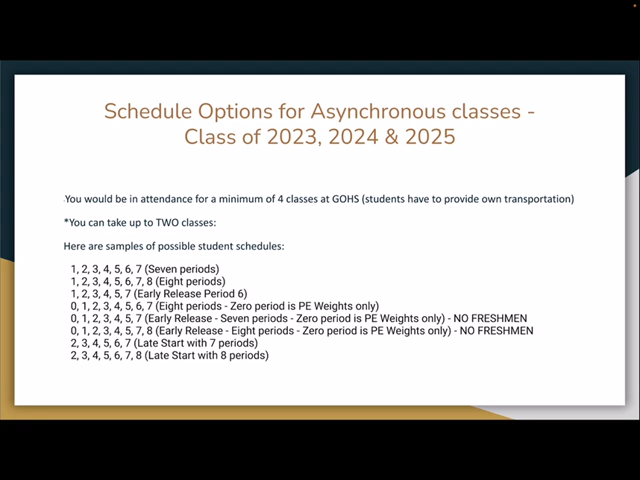 Schedule Options for Asynchronous classes -
Class of 2023, 2024 & 2025
You would be in attendance for a minimum of 4 classes at GOHS (students have to provide own transportation)
*You can take up to TWO classes:
Here are samples of possible student schedules:
1, 2, 3, 4, 5, 6, 7 (Seven periods)
1, 2, 3, 4, 5, 6, 7, 8 (Eight periods)
1, 2, 3, 4, 5, 7 (Early Release Period 6)
0, 1, 2, 3, 4, 5, 6, 7 (Eight periods - Zero period is PE Weights only)
0, 1, 2, 3, 4, 5, 7 (Early Release - Seven periods - Zero period is PE Weights only) - NO FRESHMEN
0, 1, 2, 3, 4, 5, 7, 8 (Early Release - Eight periods - Zero period is PE Weights only) - NO FRESHMEN
2, 3, 4, 5, 6, 7 (Late Start with 7 periods)
2, 3, 4, 5, 6, 7, 8 (Late Start with 8 periods)